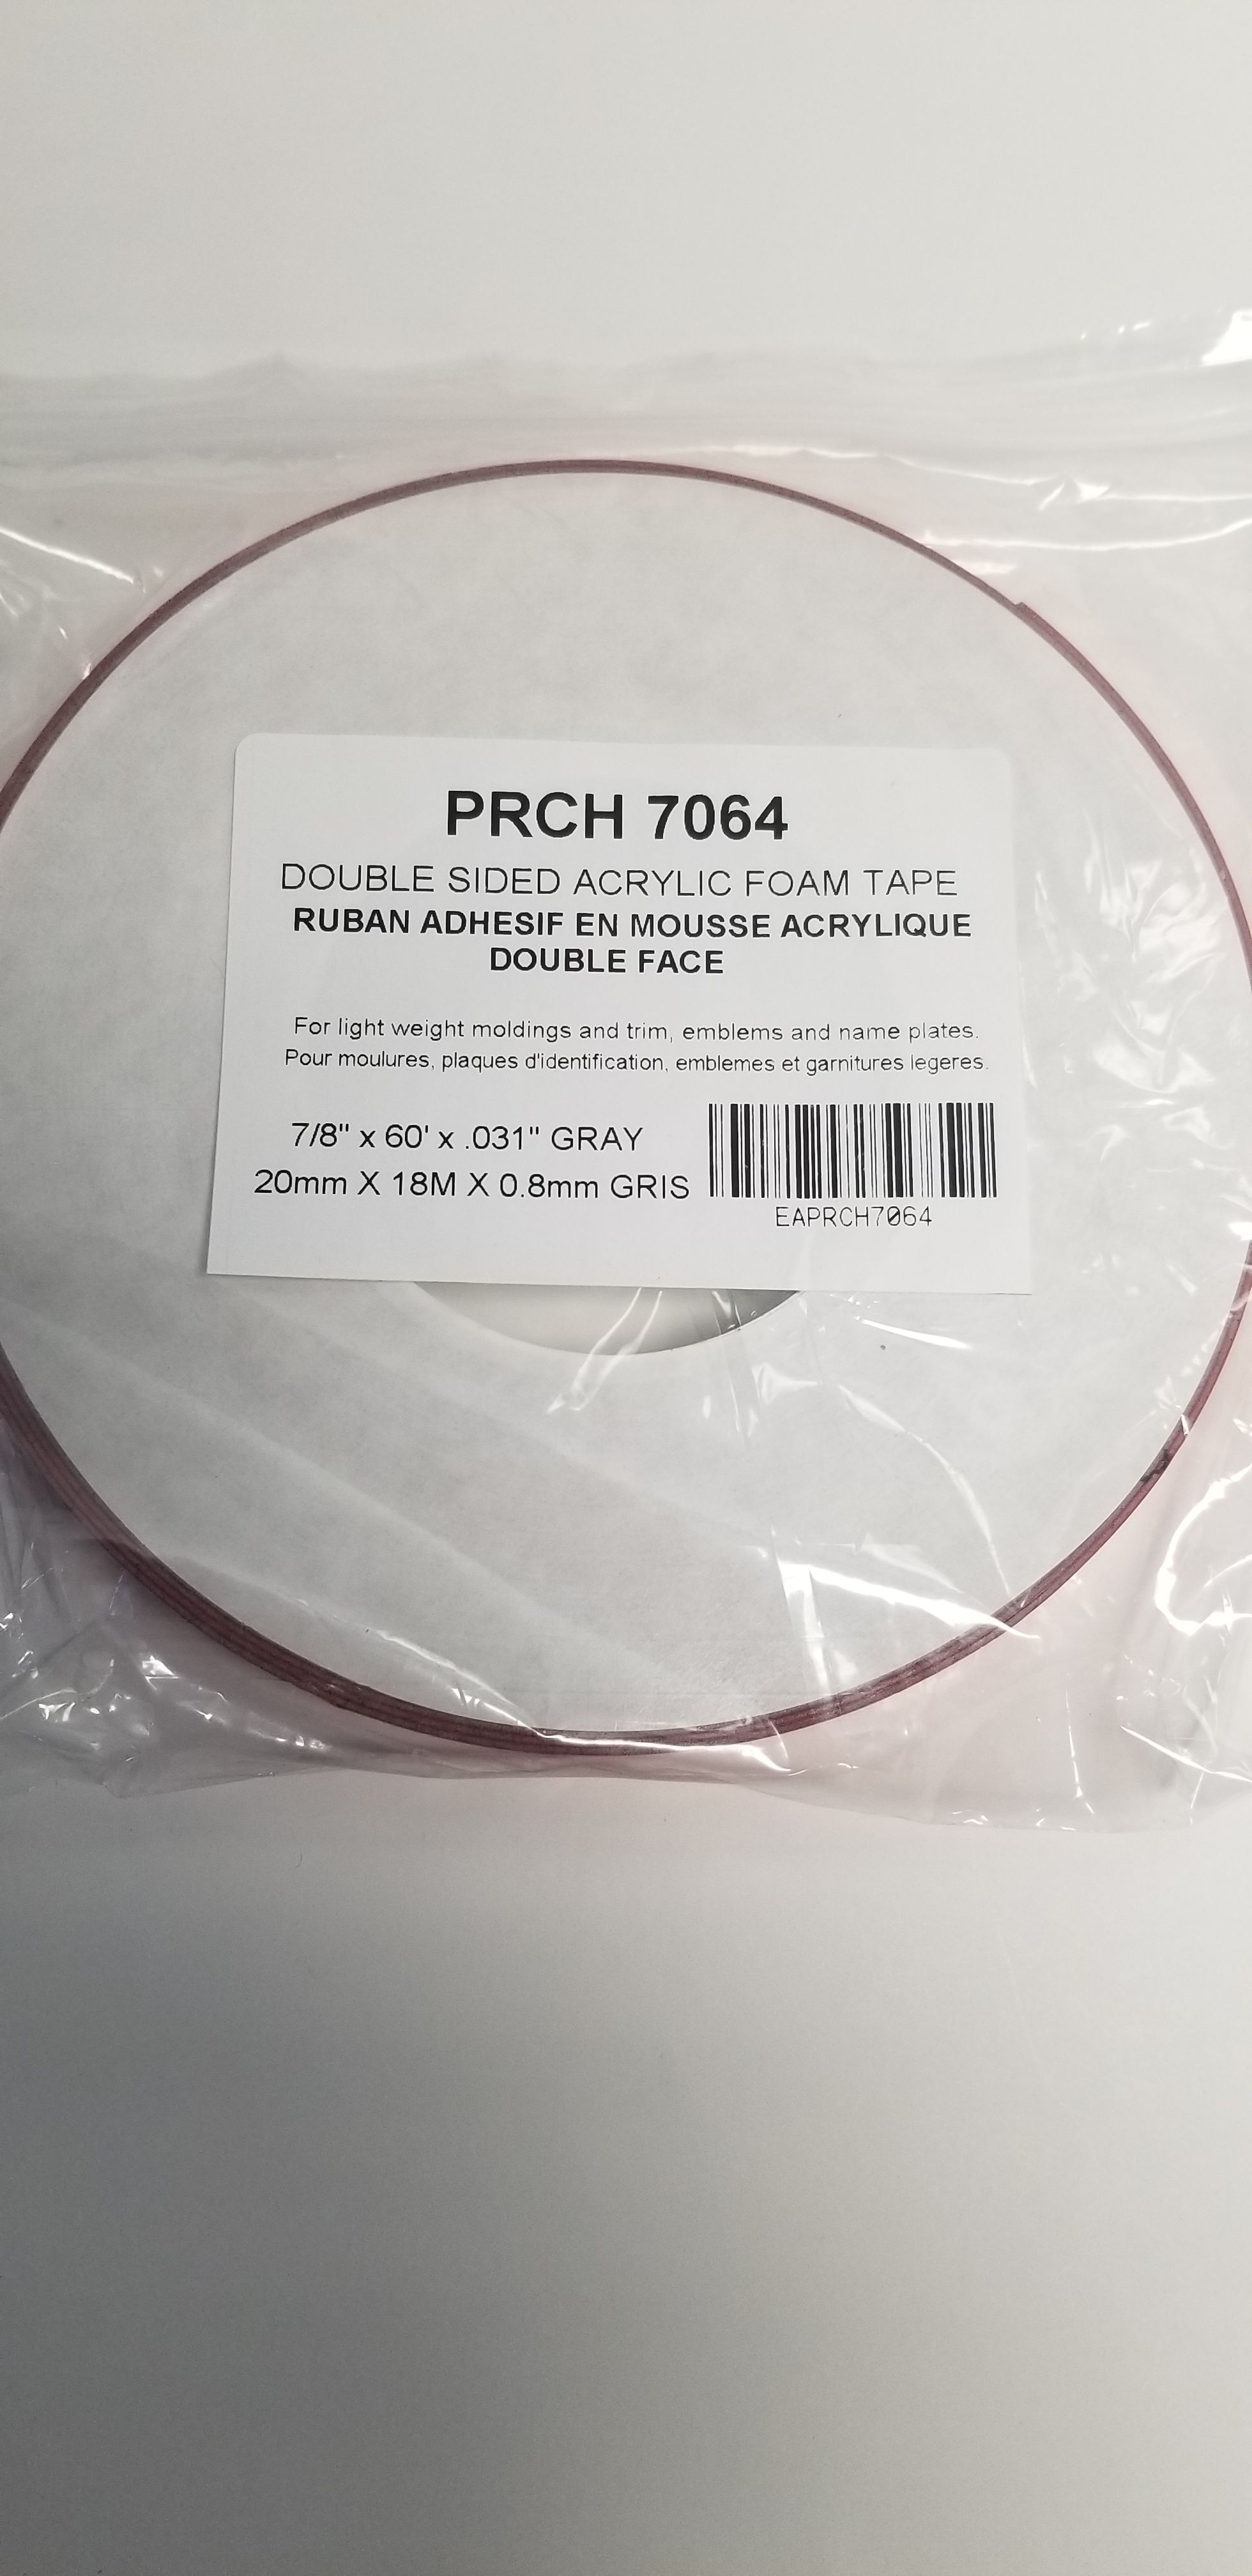 PRCH 7064
DOUBLE SIDED ACRYLIC FOAM TAPE
RUBAN ADHESIF EN MOUSSE ACRYLIQUE
DOUBLE FACE
For light weight moldings and trim, emblems and name plates.
Pour moulures, plaques d'identification, emblemes et garnitures legeres.
7/8" x 60' x .031" GRAY
20mm X 18M X 0.8mm GRIS
EAPRCH7064